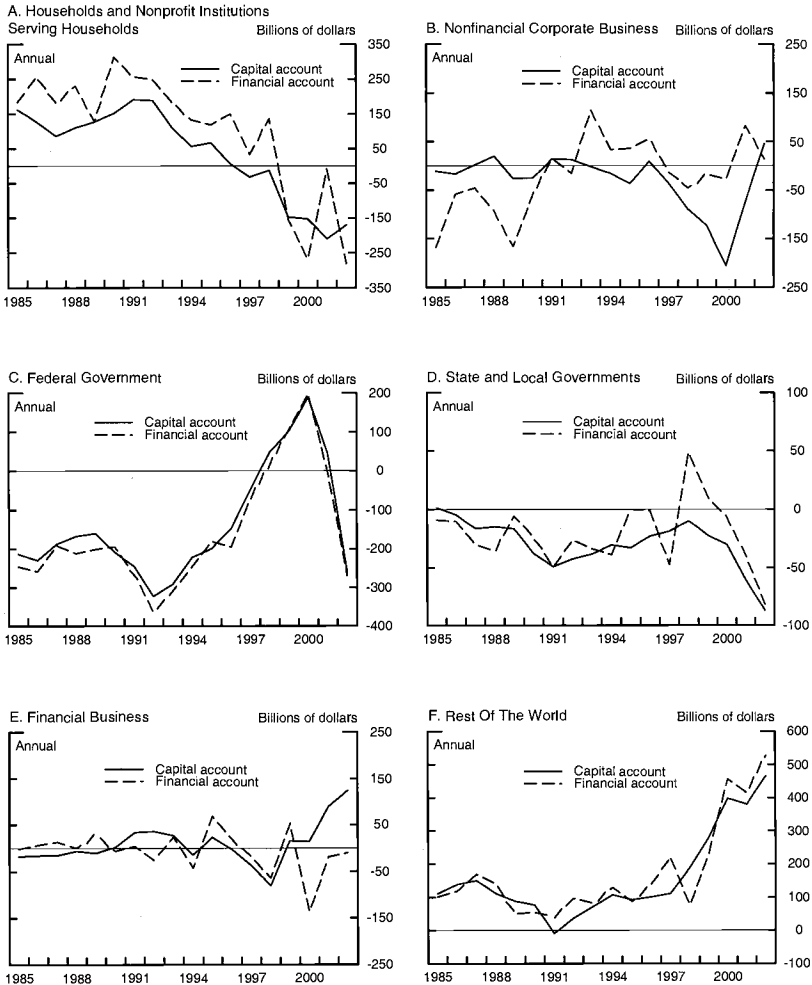 A. Households and Nonprofit Institutions
Serving Households Billions of dollars
Annual
Capital account
Financial account
350
250
150
50
-50
-150
-250
-350
1985 1988 1991 1994 1997 2000
B. Nonfinancial Corporate Business Billions of dollars
Annual
Capital account
Financial account
250
150
50
-50
-150
-250
1985 1988 1991 1994 1997 2000
C. Federal Government Billions of dollars
Annual
Capital account
Financial account
200
100
0
-100
-200
-300
-400
1985 1988 1991 1994 1997 2000
D. State and Local Governments Billions of dollars
Annual
Capital account
Financial account
100
50
0
-50
-100
1985 1988 1991 1994 1997 2000
E. Financial Business Billions of dollars
Annual
Capital account
Financial account
250
150
50
-50
-150
-250
1985 1988 1991 1994 1997 2000
F. Rest Of The World Billions of dollars
Annual
Capital account
Financial account
600
500
400
300
200
100
0
-100
1985 1988 1991 1994 1997 2000